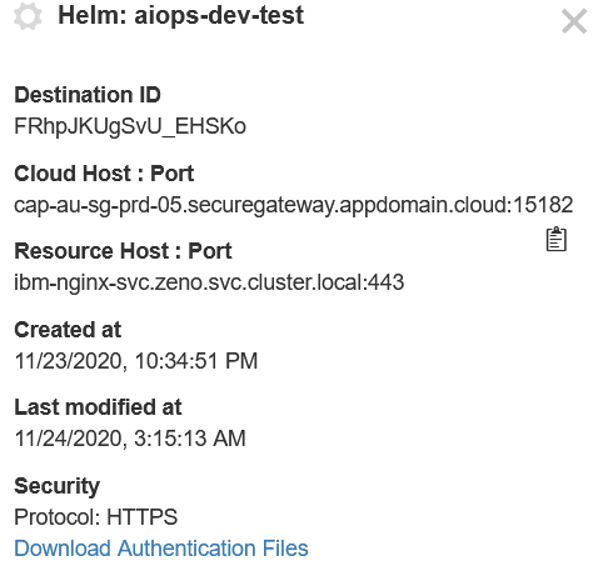 Helm: aiops-dev-test
Destination ID
FRhpJKUgSvU_EHSKo
Cloud Host : Port
cap-au-sg-prd-05.securegateway.appdomain.cloud:15182
Resource Host : Port
ibm-nginx-svc.zeno.svc.cluster.local:443
Created at
11/23/2020, 10:34:51 PM
Last modified at
11/24/2020, 3:15:13 AM
Security
Protocol: HTTPS
Download Authentication Files